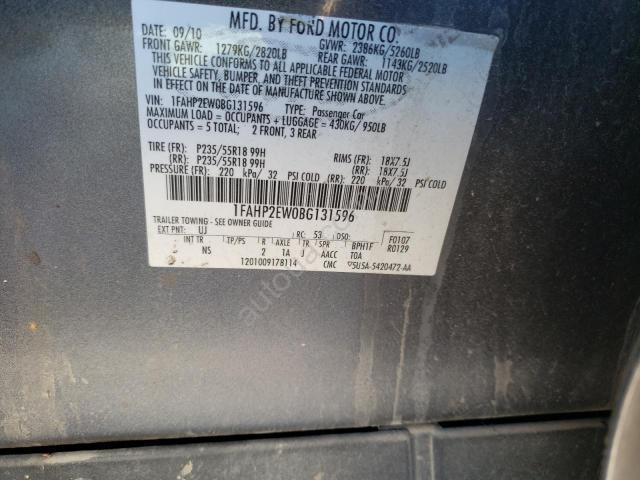 MFD. BY FORD MOTOR CO.
DATE: 09/10 GVWR: 2386KG/5260LB
FRONT GAWR: 1279KG/2820LB REAR GAWR: 1143KG/2520LB
THIS VEHICLE CONFORMS TO ALL APPLICABLE FEDERAL MOTOR
VEHICLE SAFETY, BUMPER, AND THEFT PREVENTION STANDARDS
IN EFFECT ON THE DATE OF MANUFACTURE SHOWN ABOVE.
VIN: 1FAHP2EW0BG131596 TYPE: Passenger Car
MAXIMUM LOAD = OCCUPANTS + LUGGAGE = 430KG/ 950LB
OCCUPANTS = 5 TOTAL; 2 FRONT, 3 REAR
TIRE (FR): P235/55R18 99H RIMS (FR): 18X7.5J
(RR): P235/55R18 99H (RR): 18X7.5J
PRESSURE (FR): 220 kPa/ 32 PSI COLD (RR): 220 kPa/ 32 PSI COLD
1FAHP2EW0BG131596
TRAILER TOWING - SEE OWNER GUIDE
EXT PNT: UJ RC: 53 DSO: F0107
R0129
INT TR TP/PS R AXLE TR SPR BPH1F
NS 2 1A J AACC TOA
1201009178114 CMC
5U5A-5420472-AA